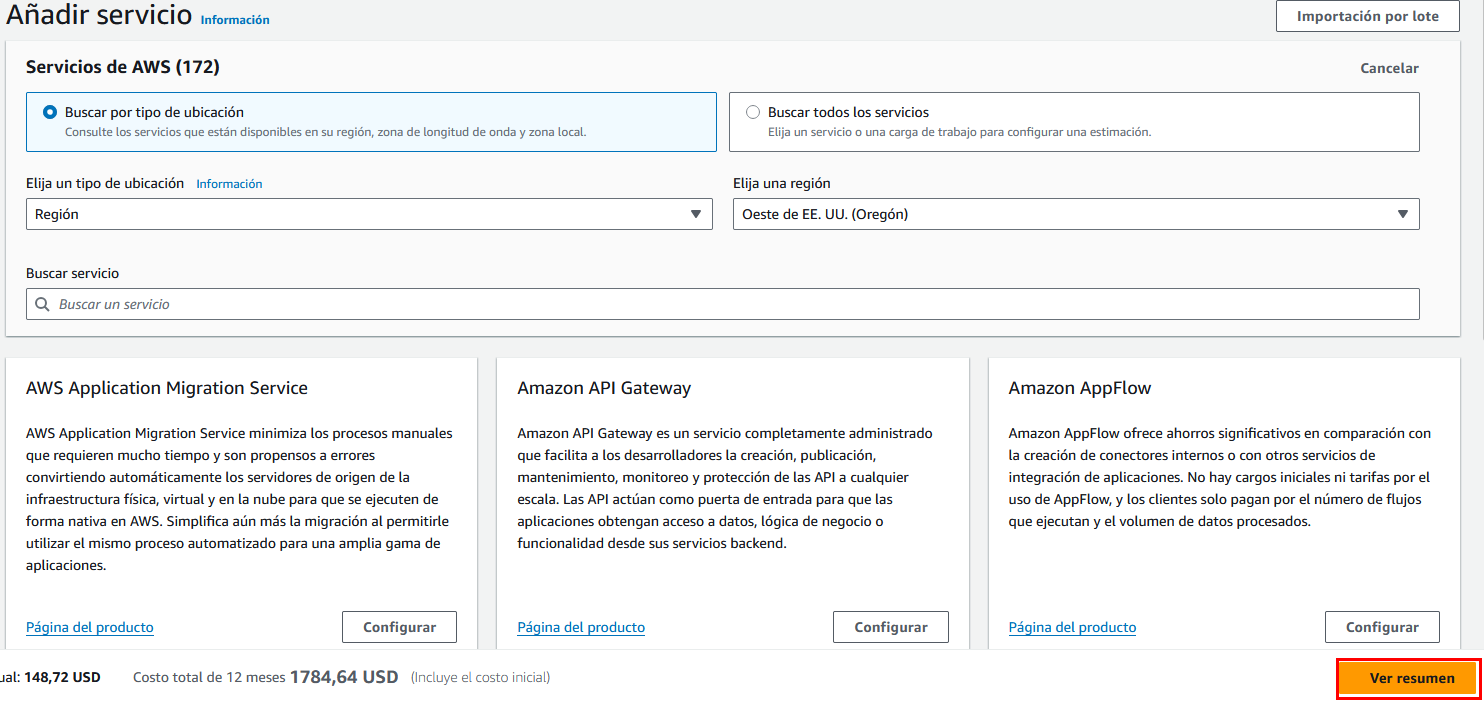 Añadir servicio Información
Importación por lote
Servicios de AWS (172)
Cancelar
Buscar por tipo de ubicación
Consulte los servicios que están disponibles en su región, zona de longitud de onda y zona local.
Buscar todos los servicios
Elija un servicio o una carga de trabajo para configurar una estimación.
Elija un tipo de ubicación Información
Región
Elija una región
Oeste de EE. UU. (Oregón)
Buscar servicio
Buscar un servicio
AWS Application Migration Service
AWS Application Migration Service minimiza los procesos manuales
que requieren mucho tiempo y son propensos a errores
convirtiendo automáticamente los servidores de origen de la
infraestructura física, virtual y en la nube para que se ejecuten de
forma nativa en AWS. Simplifica aún más la migración al permitirle
utilizar el mismo proceso automatizado para una amplia gama de
aplicaciones.
Página del producto
Configurar
Amazon API Gateway
Amazon API Gateway es un servicio completamente administrado
que facilita a los desarrolladores la creación, publicación,
mantenimiento, monitoreo y protección de las API a cualquier
escala. Las API actúan como puerta de entrada para que las
aplicaciones obtengan acceso a datos, lógica de negocio o
funcionalidad desde sus servicios backend.
Página del producto
Configurar
Amazon AppFlow
Amazon AppFlow ofrece ahorros significativos en comparación con
la creación de conectores internos o con otros servicios de
integración de aplicaciones. No hay cargos iniciales ni tarifas por el
uso de AppFlow, y los clientes solo pagan por el número de flujos
que ejecutan y el volumen de datos procesados.
Página del producto
Configurar
ual: 148,72 USD
Costo total de 12 meses 1784,64 USD (Incluye el costo inicial)
Ver resumen